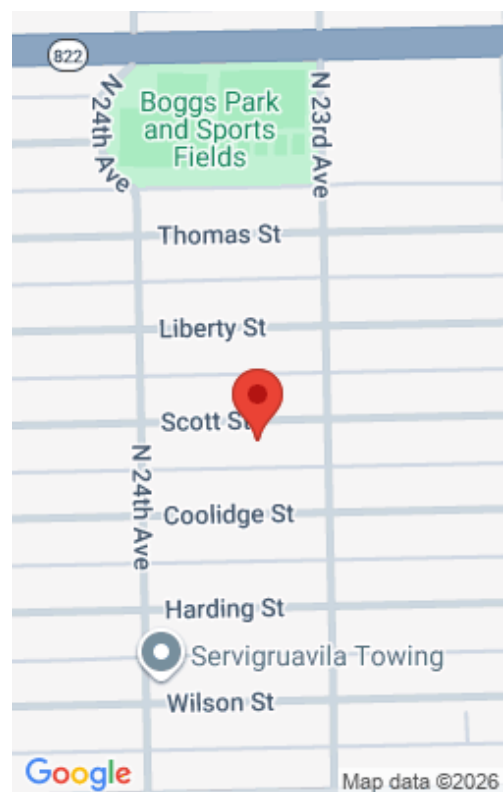 822
N 24th Ave
N 23rd Ave
Boggs Park
and Sports
Fields
Thomas St
Liberty St
Scott St
N 24th Ave
Coolidge St
Harding St
Servigruavila Towing
Wilson St
Google
Map data ©2026